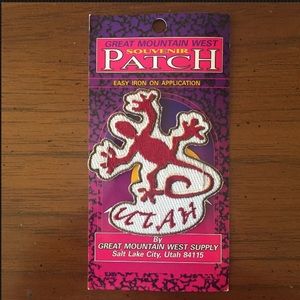 GREAT MOUNTAIN WEST
SOUVENIR
PATCH
EASY IRON ON APPLICATION
UTAH
By
GREAT MOUNTAIN WEST SUPPLY
Salt Lake City, Utah 84115